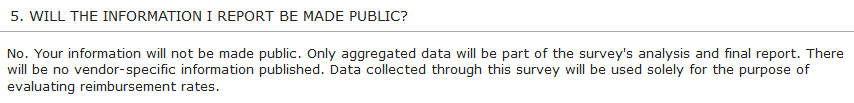 5. WILL THE INFORMATION I REPORT BE MADE PUBLIC?
No. Your information will not be made public. Only aggregated data will be part of the survey's analysis and final report. There
will be no vendor-specific information published. Data collected through this survey will be used solely for the purpose of
evaluating reimbursement rates.